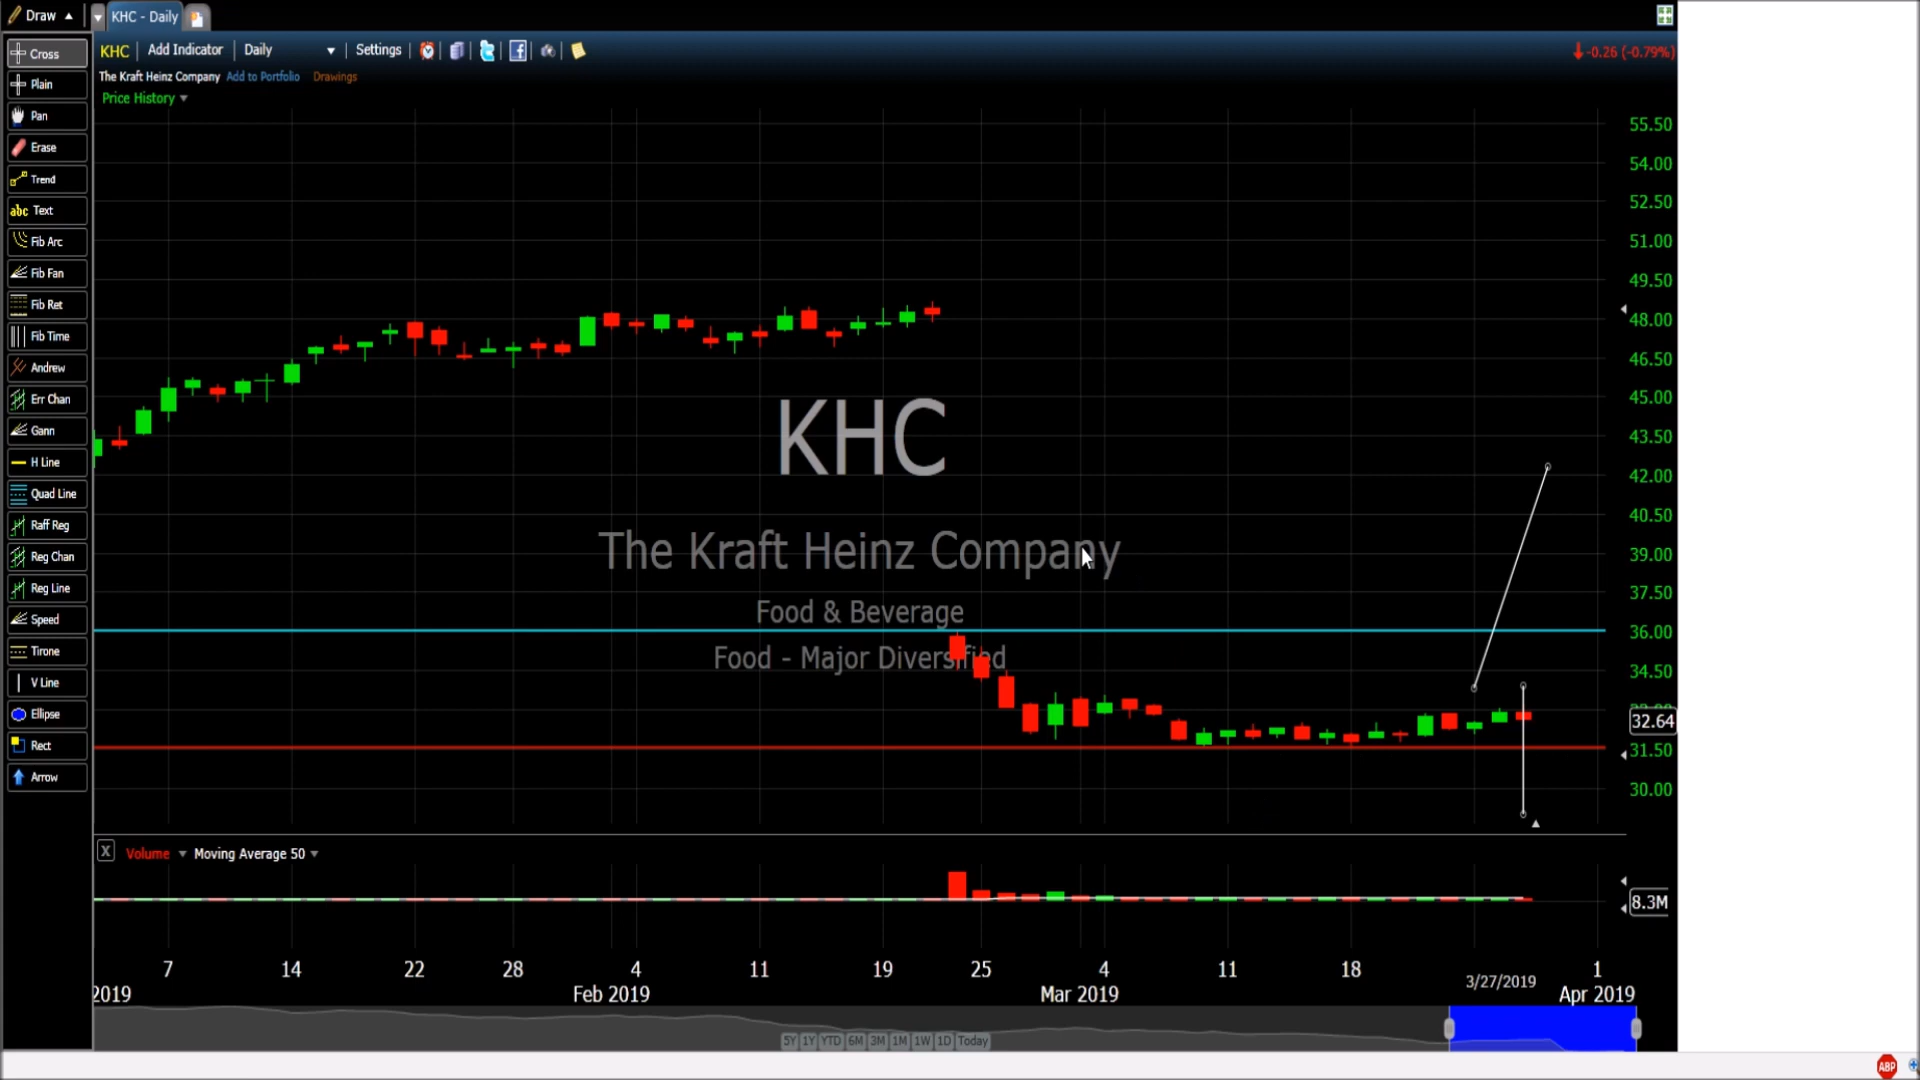 Draw
KHC - Daily
Cross
Plain
Pan
Erase
Trend
abc Text
Fib Arc
Fib Fan
Fib Ret
Fib Time
Andrew
Err Chan
Gann
H Line
Quad Line
Raff Reg
Reg Chan
Reg Line
Speed
Tirone
V Line
Ellipse
Rect
Arrow
KHC Add Indicator Daily Settings
-0.26 (-0.79%)
The Kraft Heinz Company Add to Portfolio Drawings
Price History
55.50
54.00
52.50
51.00
49.50
48.00
46.50
45.00
43.50
42.00
40.50
39.00
37.50
36.00
34.50
32.64
31.50
30.00
KHC
The Kraft Heinz Company
Food & Beverage
Food - Major Diversified
X Volume Moving Average 50
8.3M
7 14 22 28 4 11 19 25 4 11 18 3/27/2019 1
2019 Feb 2019 Mar 2019 Apr 2019
5Y 1Y YTD 6M 3M 1M 1W 1D Today
ABP